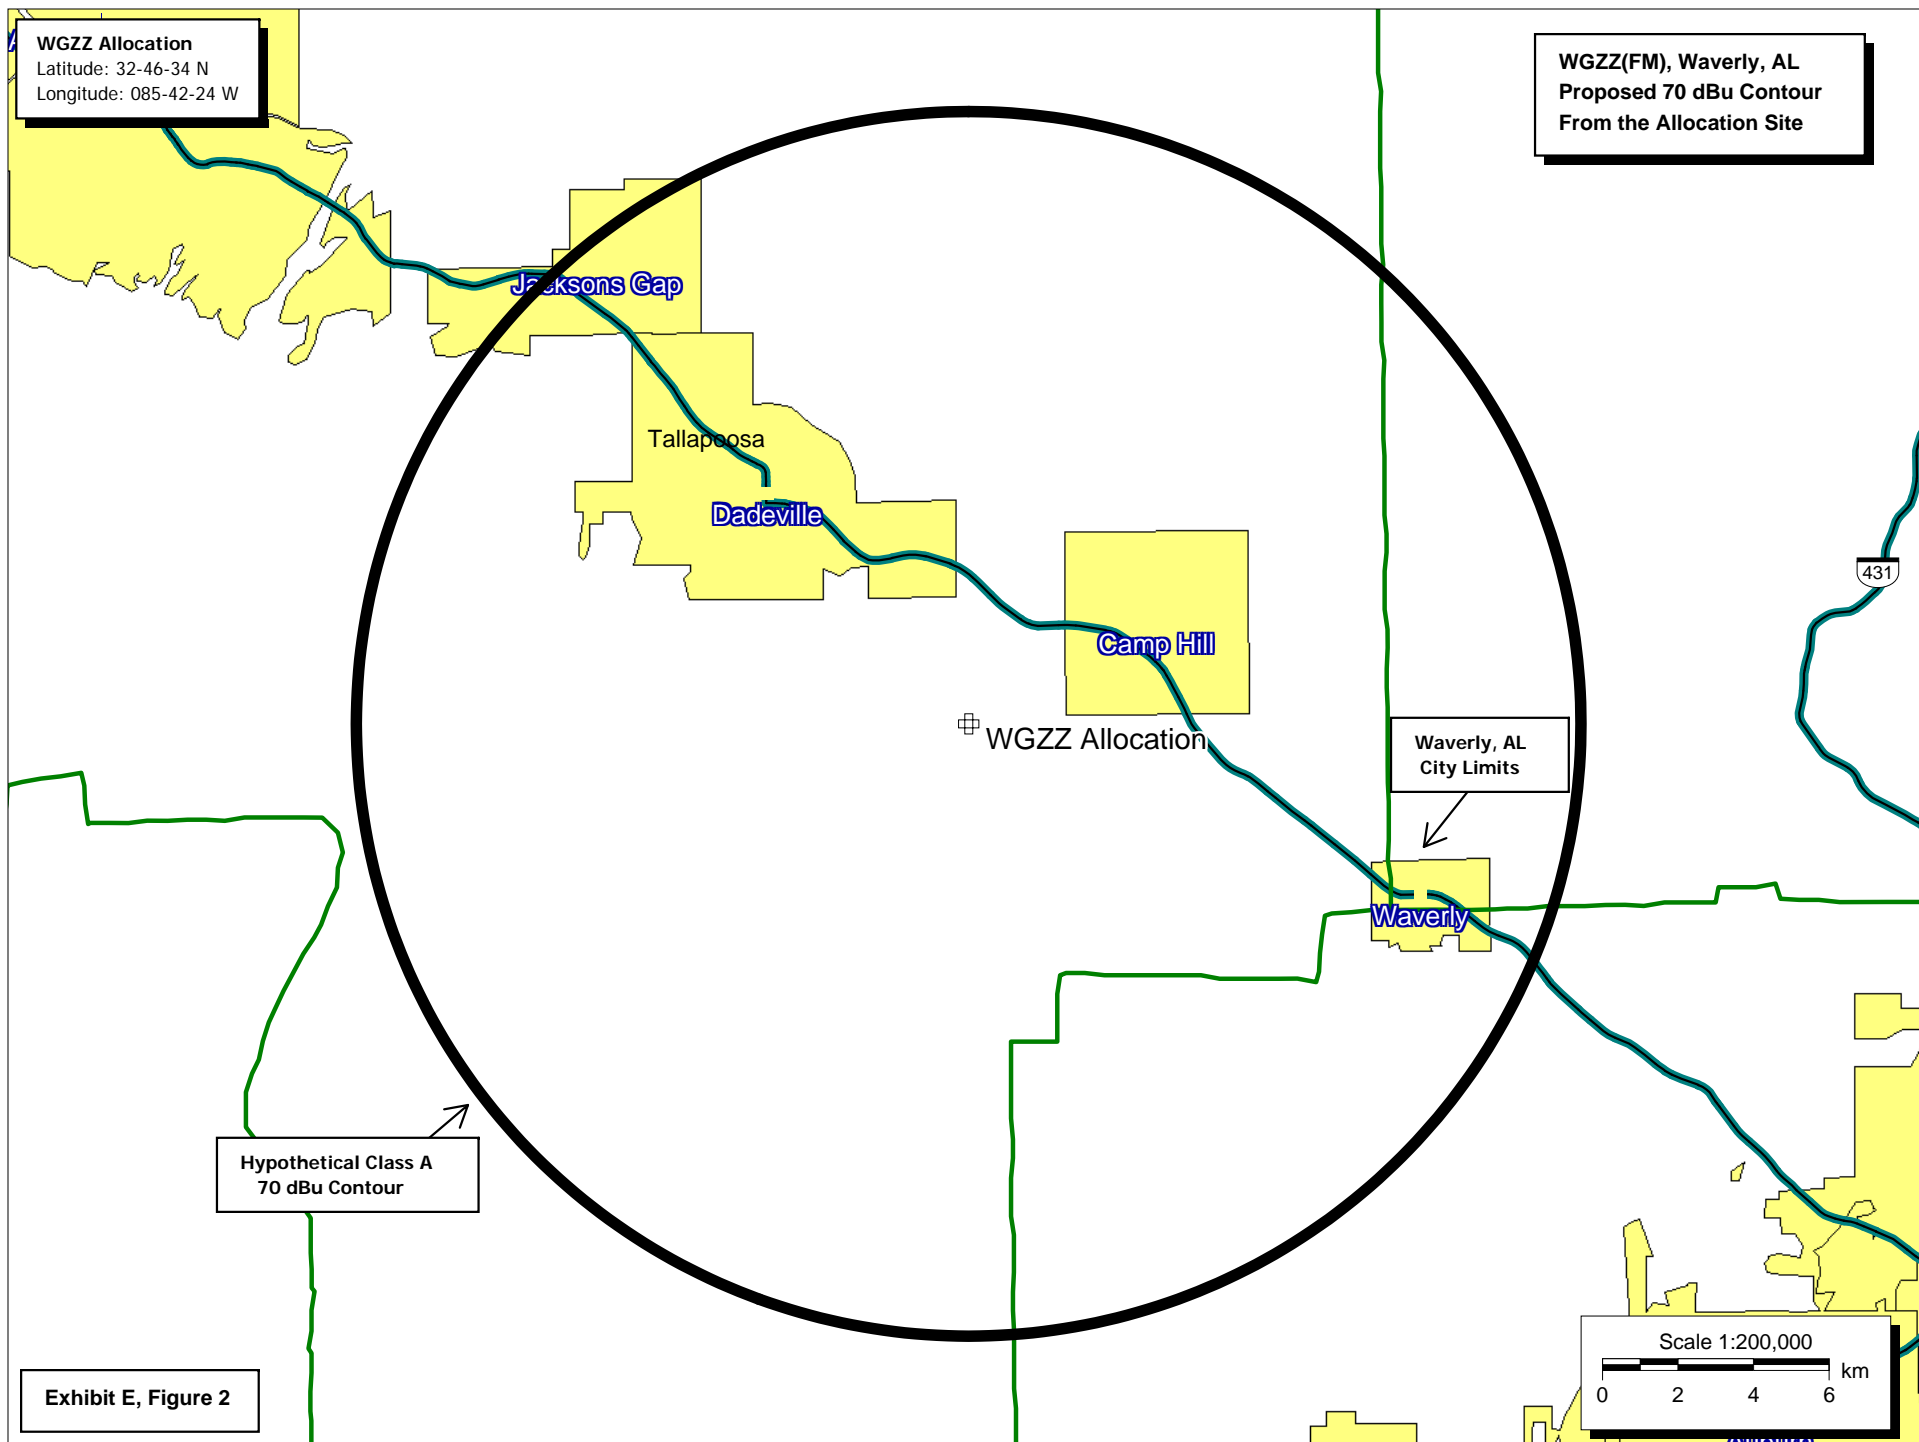 WGZZ Allocation
Latitude: 32-46-34 N
Longitude: 085-42-24 W
WGZZ(FM), Waverly, AL
Proposed 70 dBu Contour
From the Allocation Site
Jacksons Gap
Tallapoosa
Dadeville
431
Camp Hill
WGZZ Allocation
Waverly, AL
City Limits
Waverly
Hypothetical Class A
70 dBu Contour
Scale 1:200,000
km
0 2 4 6
Exhibit E, Figure 2